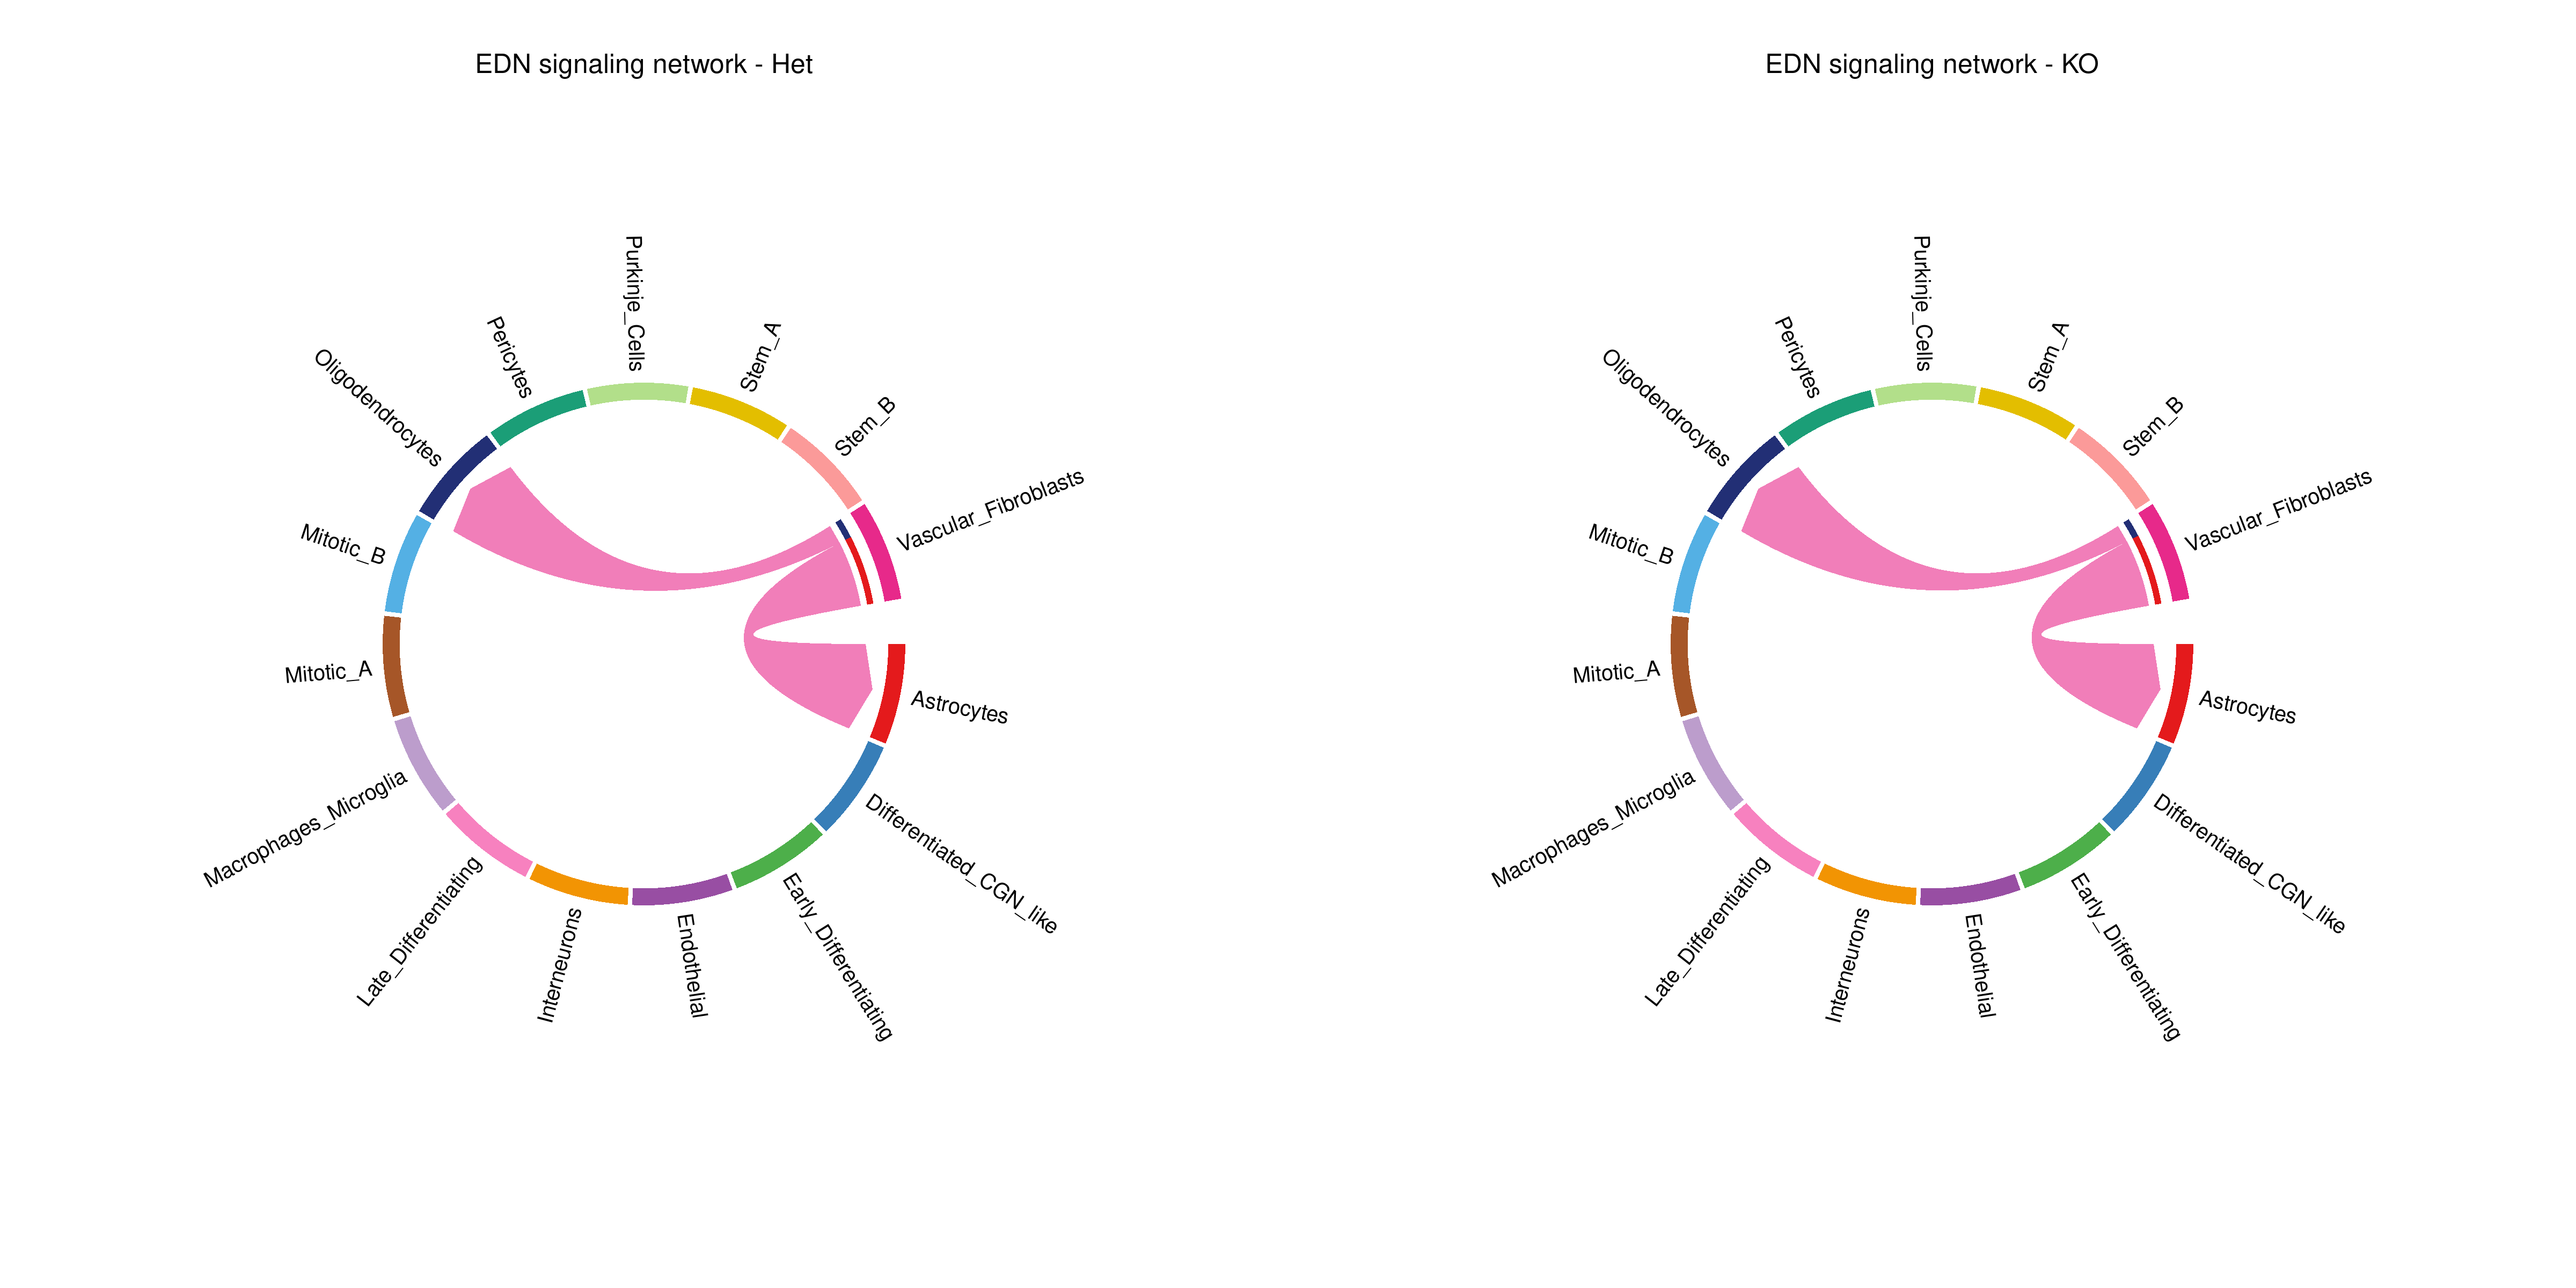 EDN signaling network - Het
Purkinje_Cells
Pericytes
Stem_A
Oligodendrocytes
Stem_B
Vascular_Fibroblasts
Mitotic_B
Mitotic_A
Astrocytes
Macrophages_Microglia
Differentiated_CGN_like
Late_Differentiating
Early_Differentiating
Interneurons
Endothelial
EDN signaling network - KO
Purkinje_Cells
Pericytes
Stem_A
Oligodendrocytes
Stem_B
Vascular_Fibroblasts
Mitotic_B
Mitotic_A
Astrocytes
Macrophages_Microglia
Differentiated_CGN_like
Late_Differentiating
Early_Differentiating
Interneurons
Endothelial